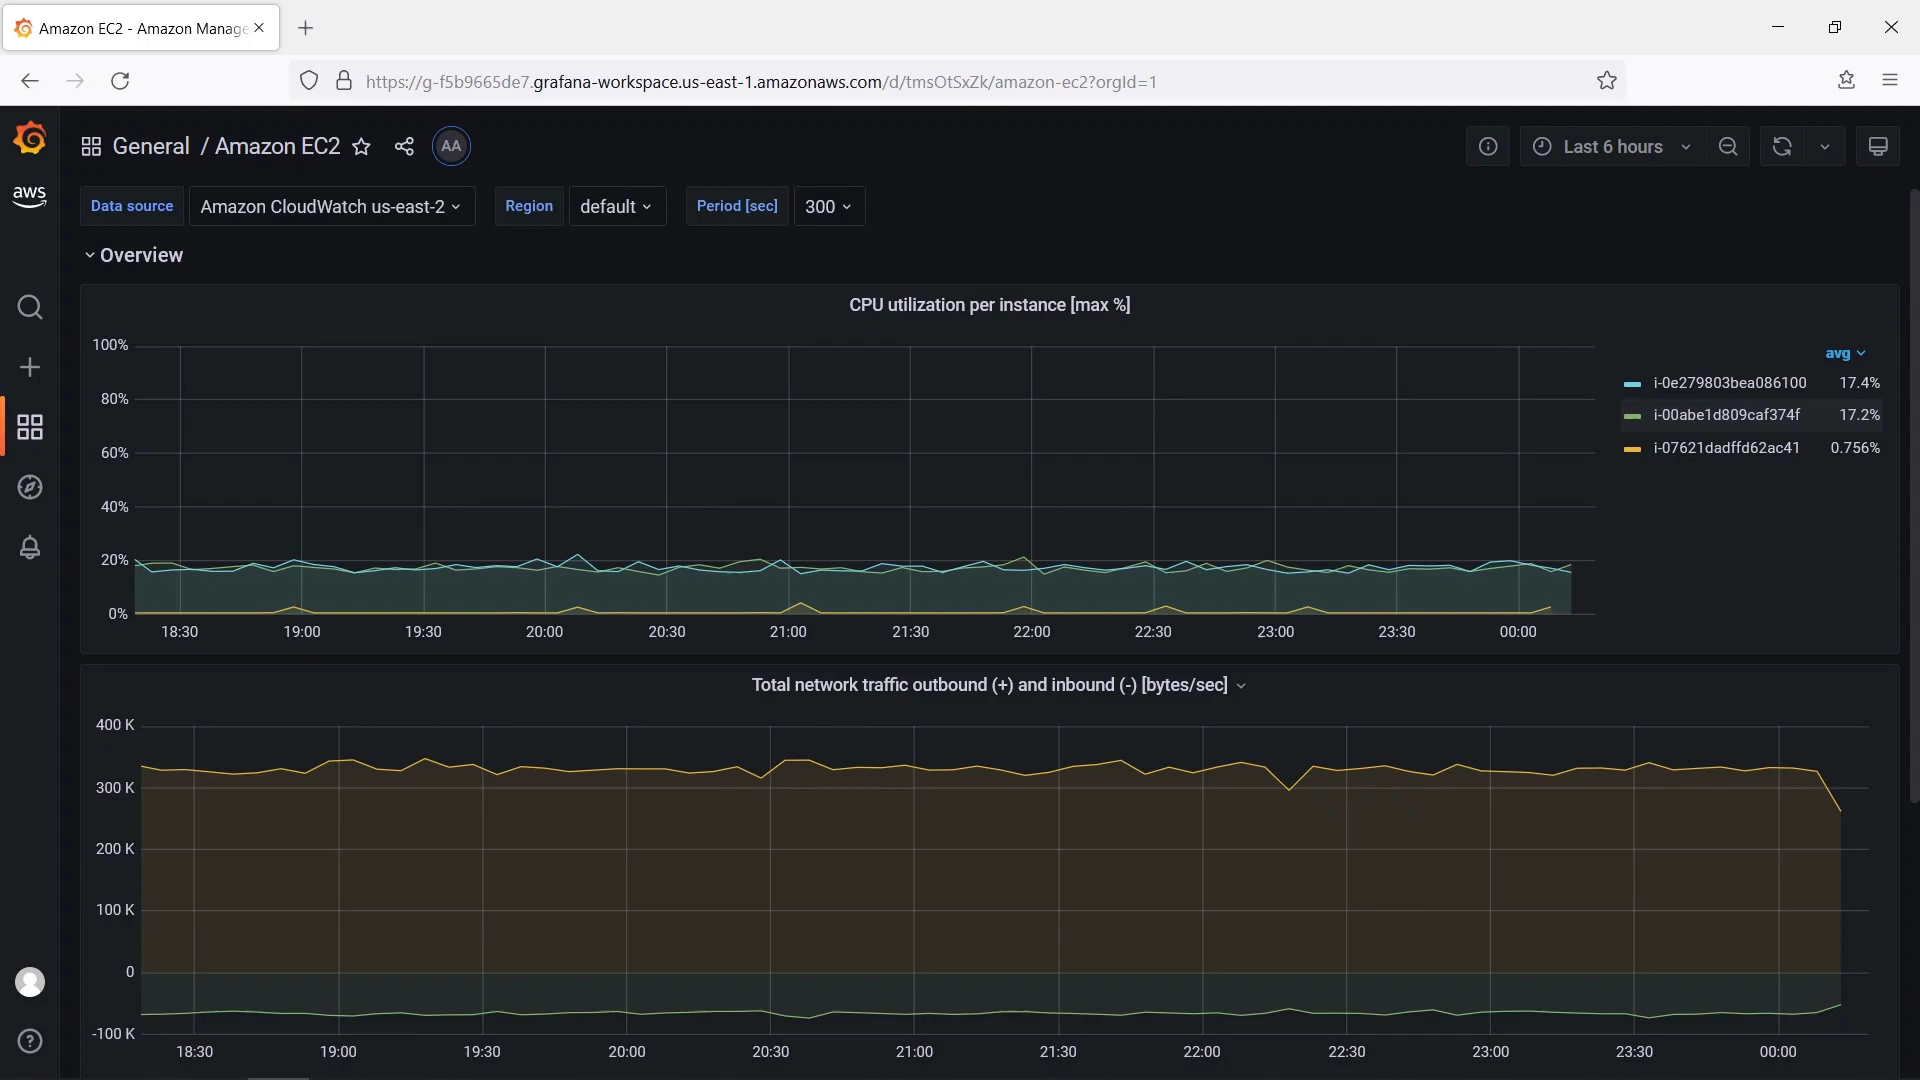 Amazon EC2 - Amazon Manage
https://g-f5b9665de7.grafana-workspace.us-east-1.amazonaws.com/d/tmsOtSxZk/amazon-ec2?orgId=1
aws
General / Amazon EC2 AA
Last 6 hours
Data source Amazon CloudWatch us-east-2 Region default Period [sec] 300
Overview
CPU utilization per instance [max %]
100%
80%
60%
40%
20%
0%
18:30 19:00 19:30 20:00 20:30 21:00 21:30 22:00 22:30 23:00 23:30 00:00
avg
i-0e279803bea086100 17.4%
i-00abe1d809caf374f 17.2%
i-07621dadffd62ac41 0.756%
Total network traffic outbound (+) and inbound (-) [bytes/sec]
400 K
300 K
200 K
100 K
0
-100 K
18:30 19:00 19:30 20:00 20:30 21:00 21:30 22:00 22:30 23:00 23:30 00:00